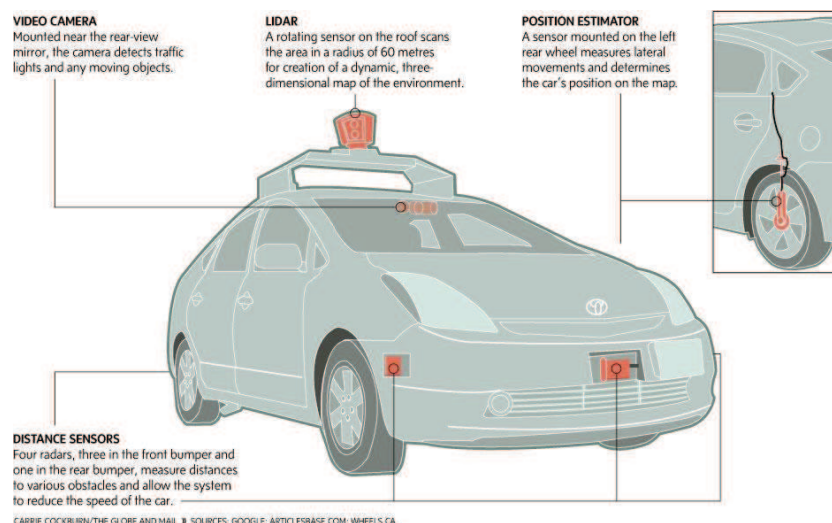 VIDEO CAMERA
Mounted near the rear-view
mirror, the camera detects traffic
lights and any moving objects.
LIDAR
A rotating sensor on the roof scans
the area in a radius of 60 metres
for creation of a dynamic, three-
dimensional map of the environment.
POSITION ESTIMATOR
A sensor mounted on the left
rear wheel measures lateral
movements and determines
the car's position on the map.
DISTANCE SENSORS
Four radars, three in the front bumper and
one in the rear bumper, measure distances
to various obstacles and allow the system
to reduce the speed of the car.
CARRIE COCKBURN/THE GLOBE AND MAIL SOURCES: GOOGLE; ARTICLESBASE.COM; WHEELS.CA